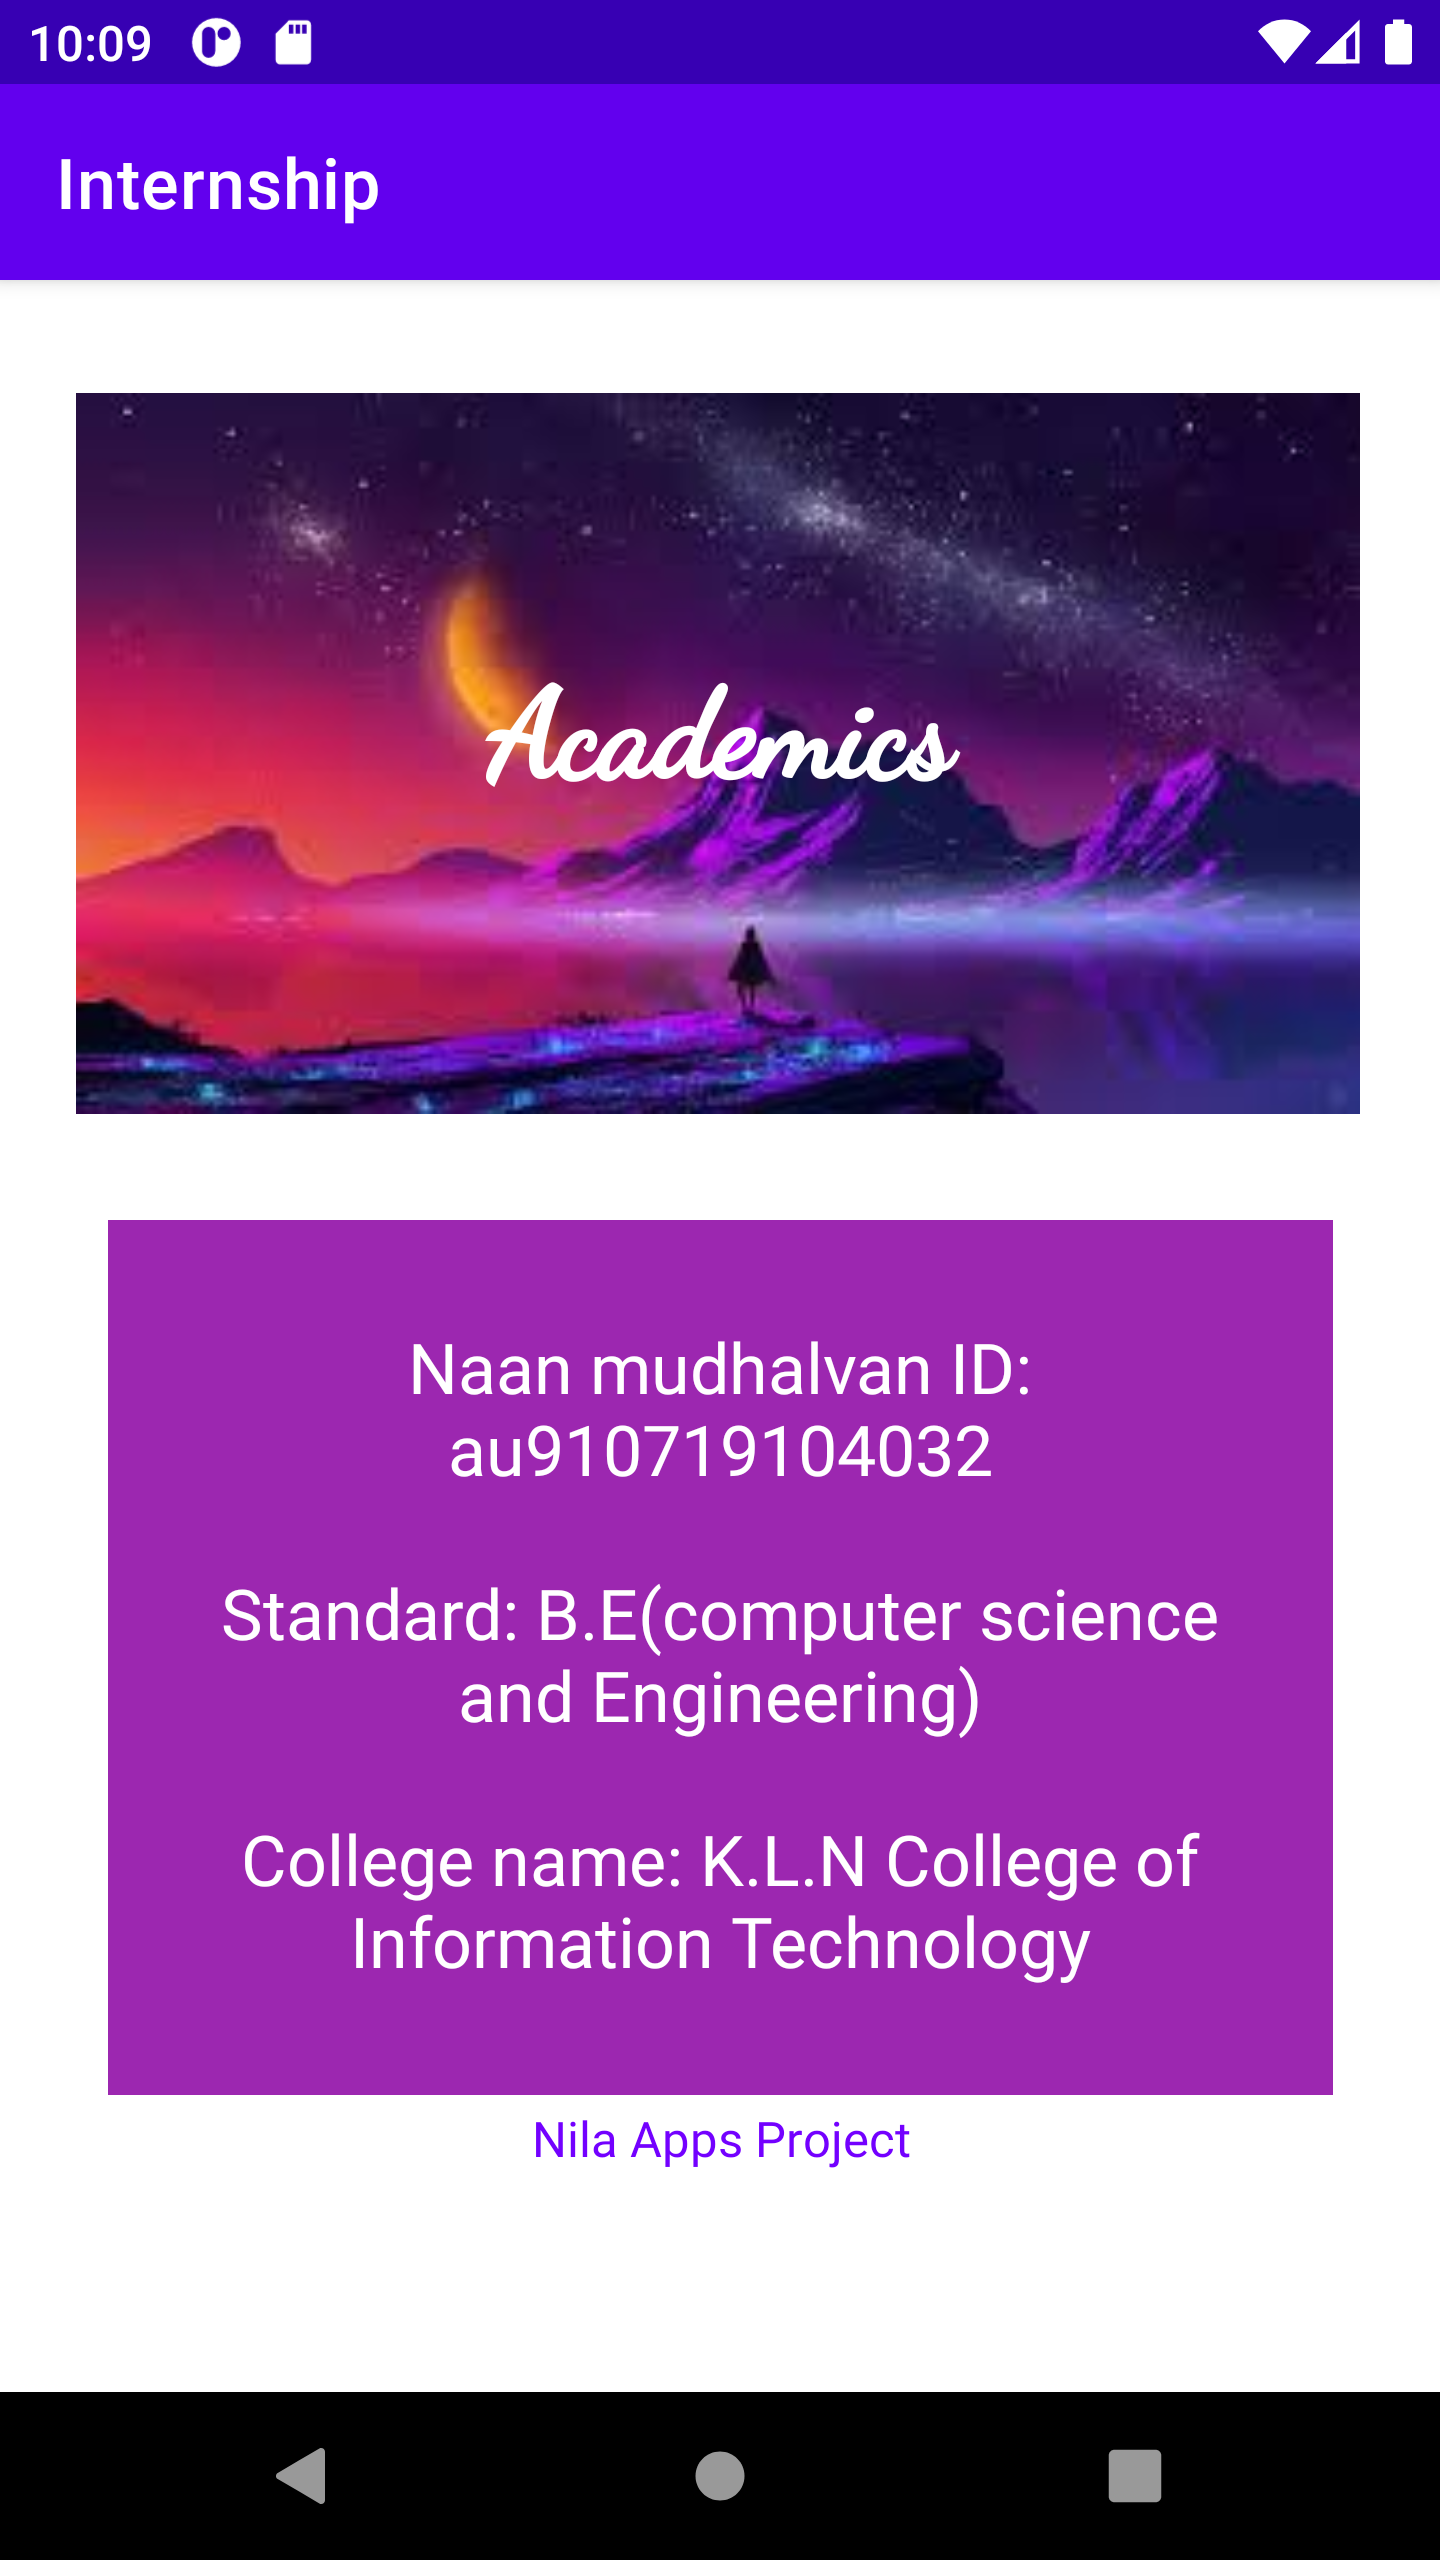 10:09
Internship
Academics
Naan mudhalvan ID:
au910719104032
Standard: B.E(computer science
and Engineering)
College name: K.L.N College of
Information Technology
Nila Apps Project